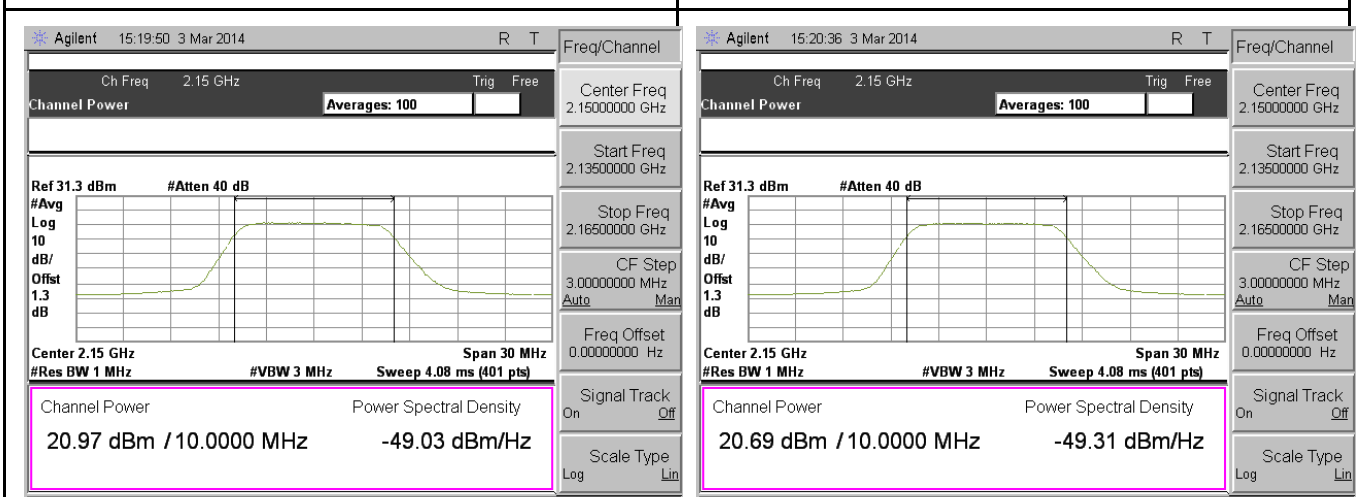 Agilent 15:19:50 3 Mar 2014 R T
Freq/Channel
Ch Freq 2.15 GHz Trig Free
Channel Power Averages: 100
Center Freq
2.15000000 GHz
Start Freq
2.13500000 GHz
Stop Freq
2.16500000 GHz
CF Step
3.00000000 MHz
Auto Man
Freq Offset
0.00000000 Hz
Signal Track
On Off
Scale Type
Log Lin
Ref 31.3 dBm #Atten 40 dB
#Avg
Log
10
dB/
Offst
1.3
dB
Center 2.15 GHz Span 30 MHz
#Res BW 1 MHz #VBW 3 MHz Sweep 4.08 ms (401 pts)
Channel Power Power Spectral Density
20.97 dBm / 10.0000 MHz -49.03 dBm/Hz
Agilent 15:20:36 3 Mar 2014 R T
Freq/Channel
Ch Freq 2.15 GHz Trig Free
Channel Power Averages: 100
Center Freq
2.15000000 GHz
Start Freq
2.13500000 GHz
Stop Freq
2.16500000 GHz
CF Step
3.00000000 MHz
Auto Man
Freq Offset
0.00000000 Hz
Signal Track
On Off
Scale Type
Log Lin
Ref 31.3 dBm #Atten 40 dB
#Avg
Log
10
dB/
Offst
1.3
dB
Center 2.15 GHz Span 30 MHz
#Res BW 1 MHz #VBW 3 MHz Sweep 4.08 ms (401 pts)
Channel Power Power Spectral Density
20.69 dBm / 10.0000 MHz -49.31 dBm/Hz